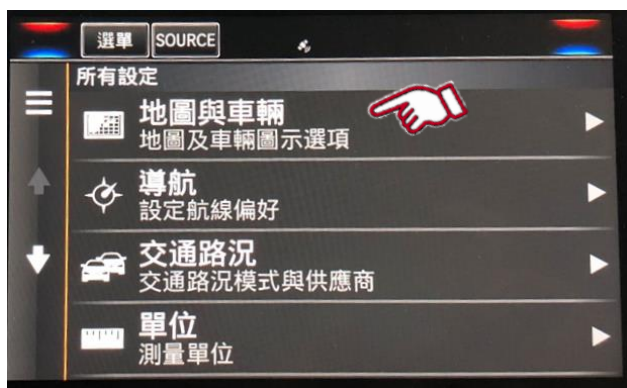 選單 SOURCE
所有設定
地圖與車輛
地圖及車輛圖示選項
導航
設定航線偏好
交通路況
交通路況模式與供應商
單位
測量單位